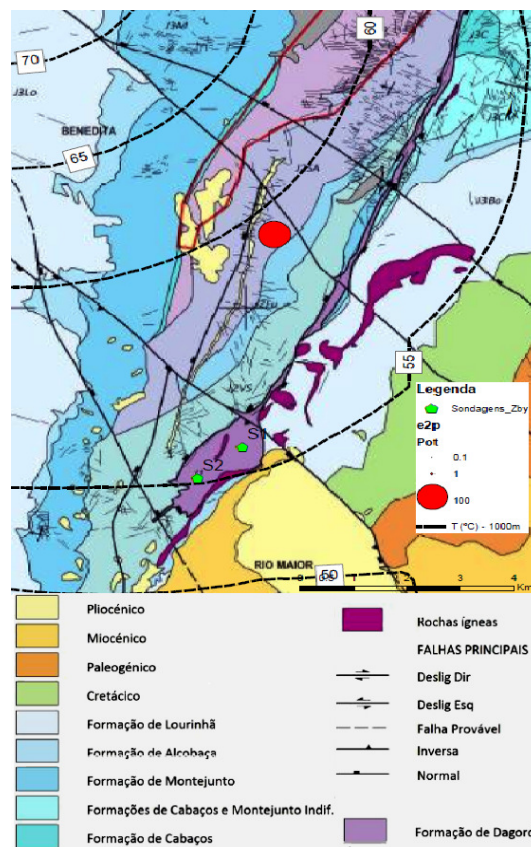 J3Ad
60
J3C
70
J3Lo
BENEDITA
65
55
S1
S2
Legenda
Sondagens_Zby
e2p
Pot
0.1
1
100
T (°C) - 1000m
RIO MAIOR
50
2
3
4
Km
Pliocénico
Miocénico
Paleogénico
Cretácico
Formação de Lourinhã
Formação de Alcobaça
Formação de Montejunto
Formações de Cabaços e Montejunto Indif.
Formação de Cabaços
Rochas ígneas
FALHAS PRINCIPAIS
Deslig Dir
Deslig Esq
Falha Provável
Inversa
Normal
Formação de Dagord